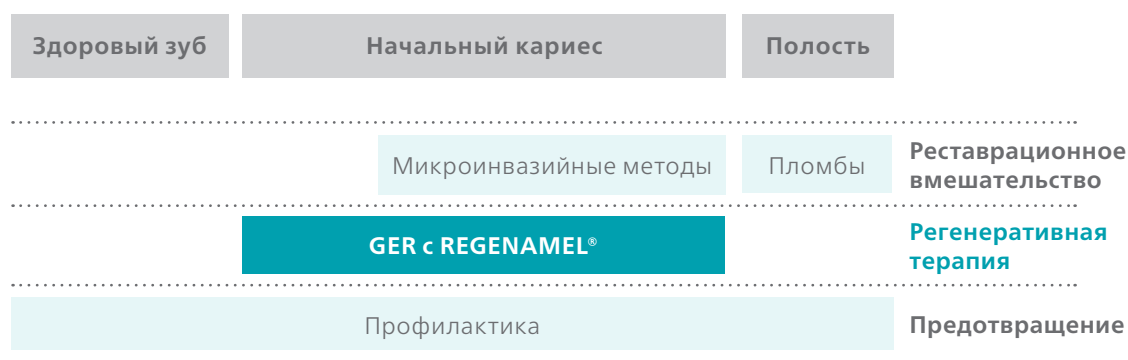 Здоровый зуб
Начальный кариес
Полость
Микроинвазийные методы
Пломбы
Реставрационное
вмешательство
GER с REGENAMEL®
Регенеративная
терапия
Профилактика
Предотвращение